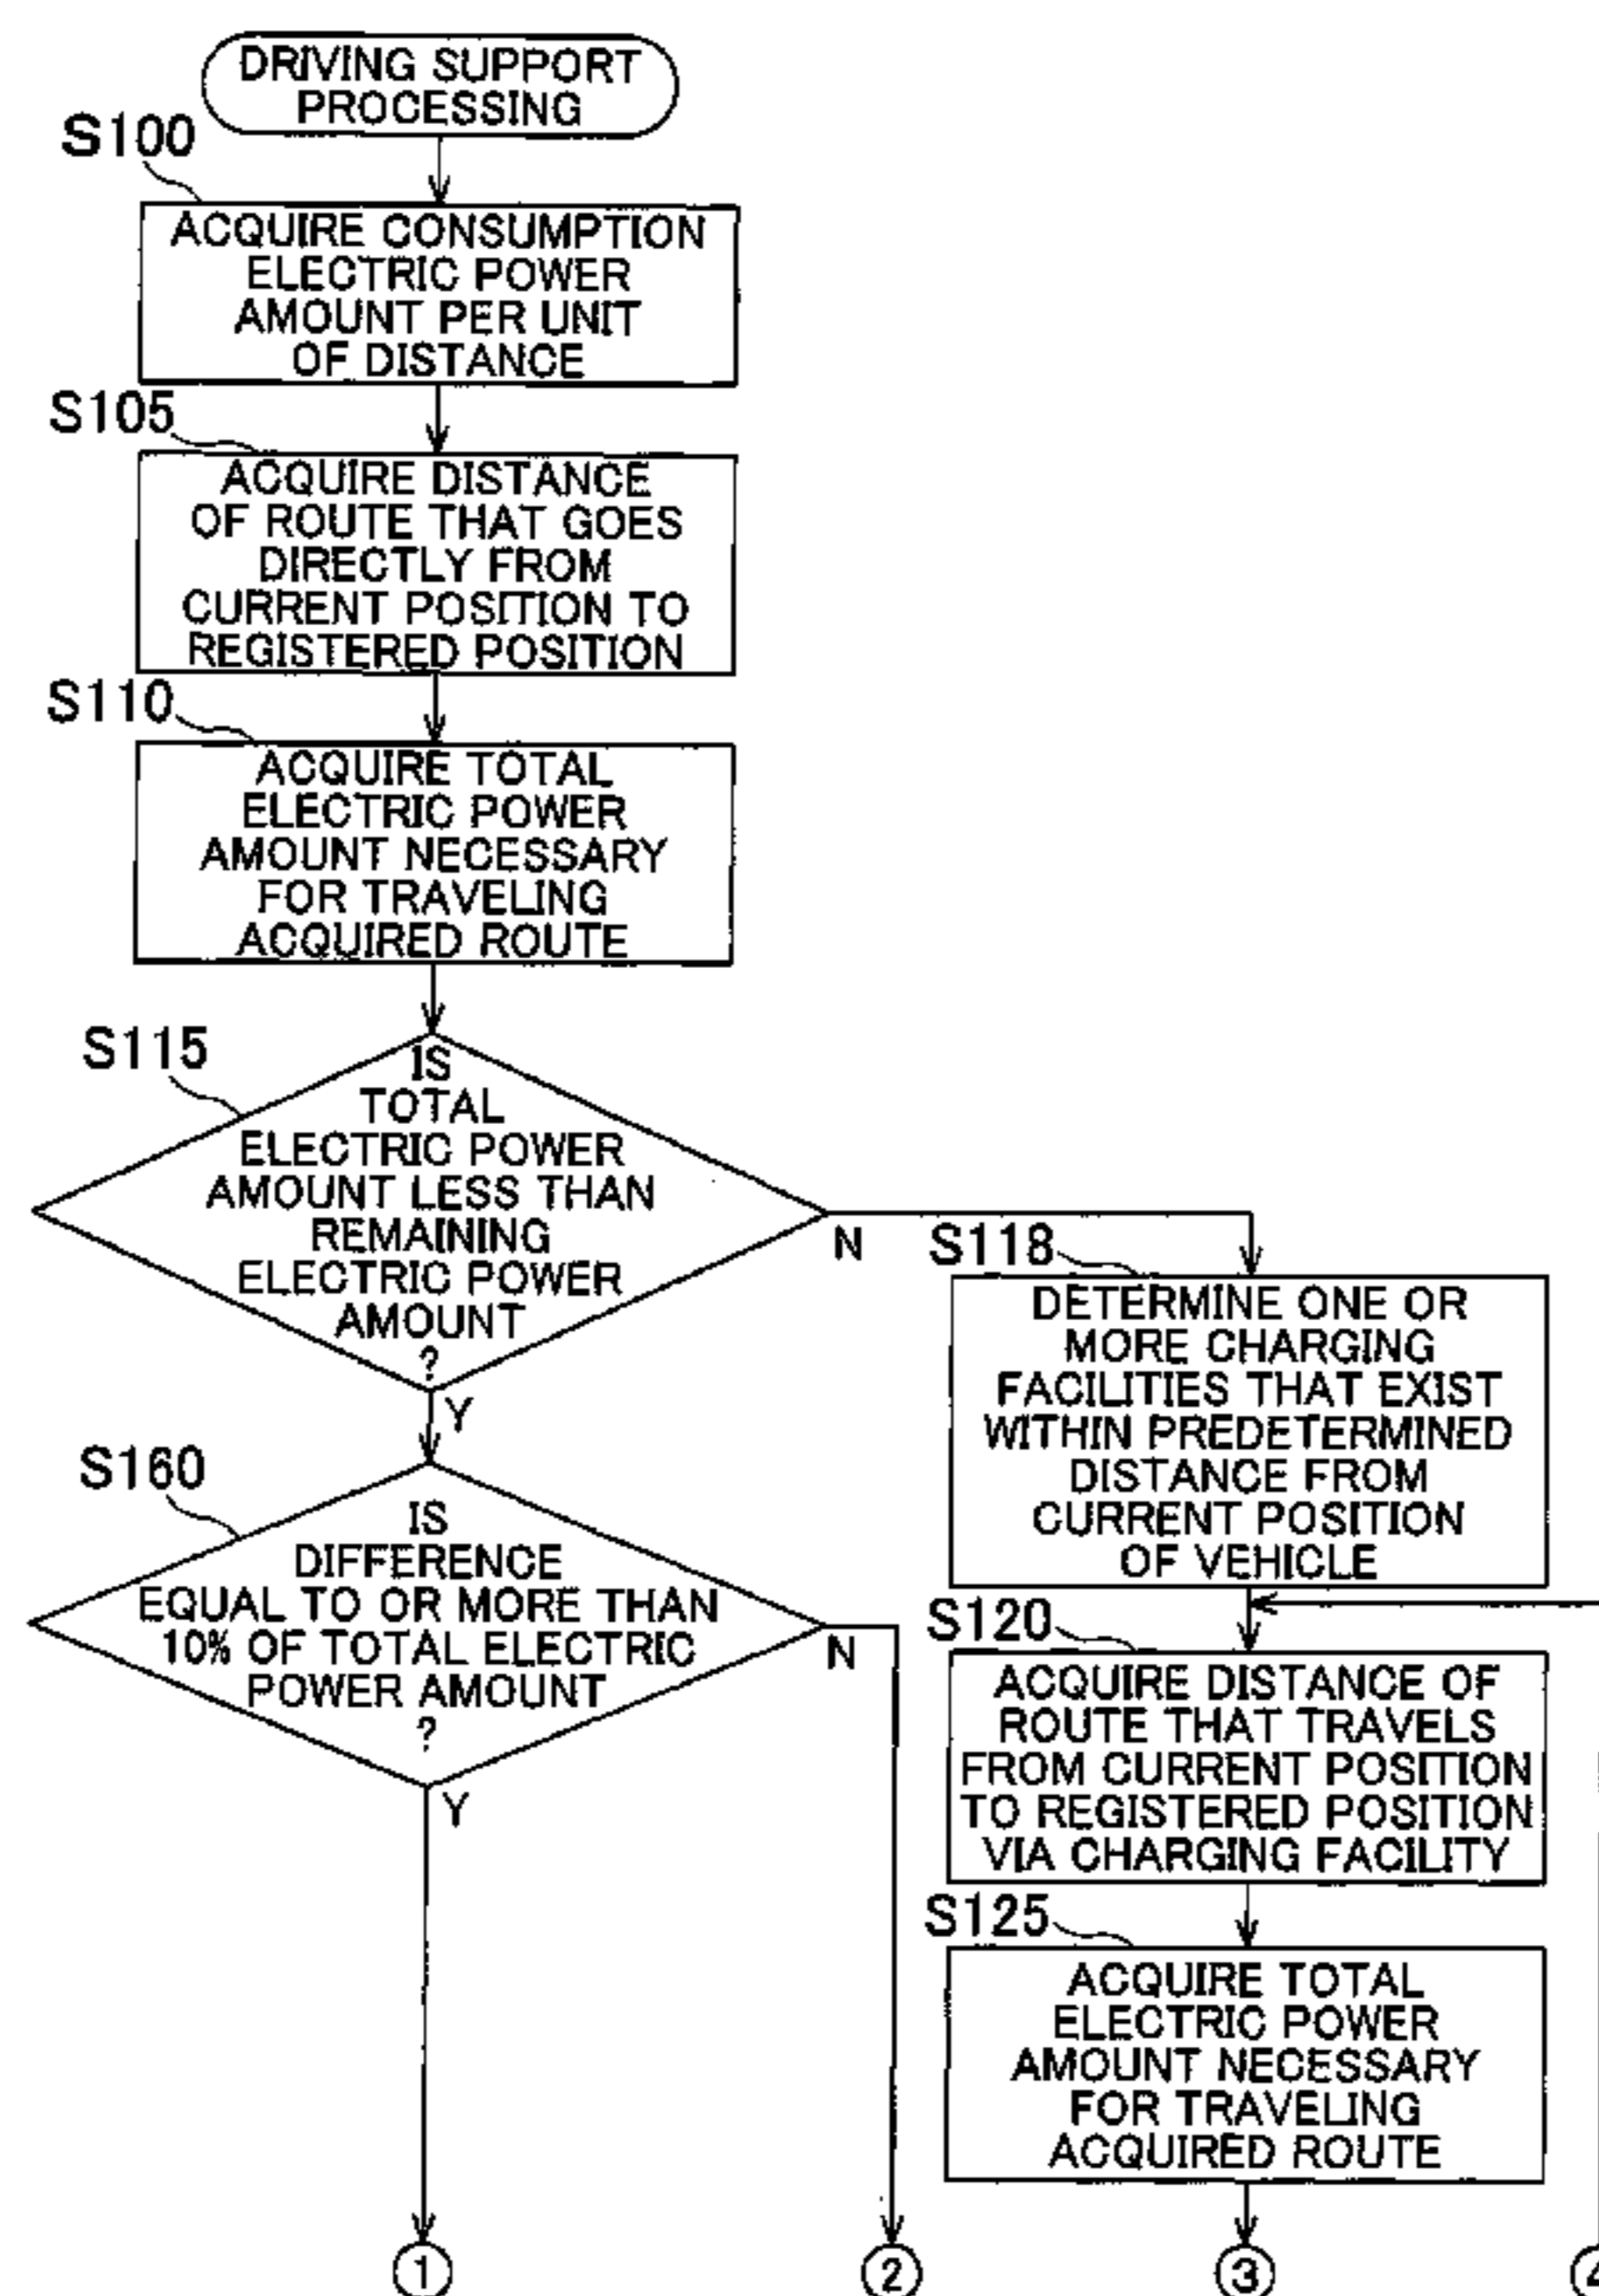 DRIVING SUPPORT
PROCESSING
S100
ACQUIRE CONSUMPTION
ELECTRIC POWER
AMOUNT PER UNIT
OF DISTANCE
S105
ACQUIRE DISTANCE
OF ROUTE THAT GOES
DIRECTLY FROM
CURRENT POSITION TO
REGISTERED POSITION
S110
ACQUIRE TOTAL
ELECTRIC POWER
AMOUNT NECESSARY
FOR TRAVELING
ACQUIRED ROUTE
S115
IS
TOTAL
ELECTRIC POWER
AMOUNT LESS THAN
REMAINING
ELECTRIC POWER
AMOUNT
?
N
Y
S160
IS
DIFFERENCE
EQUAL TO OR MORE THAN
10% OF TOTAL ELECTRIC
POWER AMOUNT
?
N
Y
S118
DETERMINE ONE OR
MORE CHARGING
FACILITIES THAT EXIST
WITHIN PREDETERMINED
DISTANCE FROM
CURRENT POSITION
OF VEHICLE
S120
ACQUIRE DISTANCE OF
ROUTE THAT TRAVELS
FROM CURRENT POSITION
TO REGISTERED POSITION
VIA CHARGING FACILITY
S125
ACQUIRE TOTAL
ELECTRIC POWER
AMOUNT NECESSARY
FOR TRAVELING
ACQUIRED ROUTE
1
2
3
4